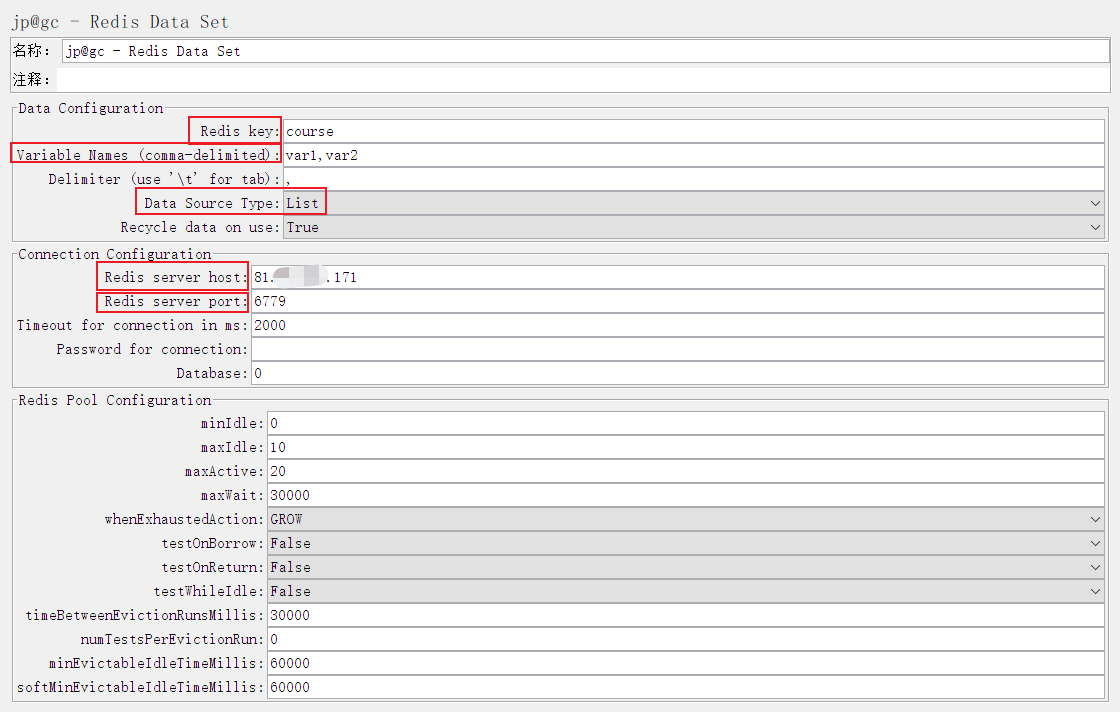 jp@gc - Redis Data Set
名称: jp@gc - Redis Data Set
注释:
Data Configuration
Redis key: course
Variable Names (comma-delimited): var1,var2
Delimiter (use '\t' for tab): ,
Data Source Type: List
Recycle data on use: True
Connection Configuration
Redis server host: 81. .171
Redis server port: 6779
Timeout for connection in ms: 2000
Password for connection:
Database: 0
Redis Pool Configuration
minIdle: 0
maxIdle: 10
maxActive: 20
maxWait: 30000
whenExhaustedAction: GROW
testOnBorrow: False
testOnReturn: False
testWhileIdle: False
timeBetweenEvictionRunsMillis: 30000
numTestsPerEvictionRun: 0
minEvictableIdleTimeMillis: 60000
softMinEvictableIdleTimeMillis: 60000